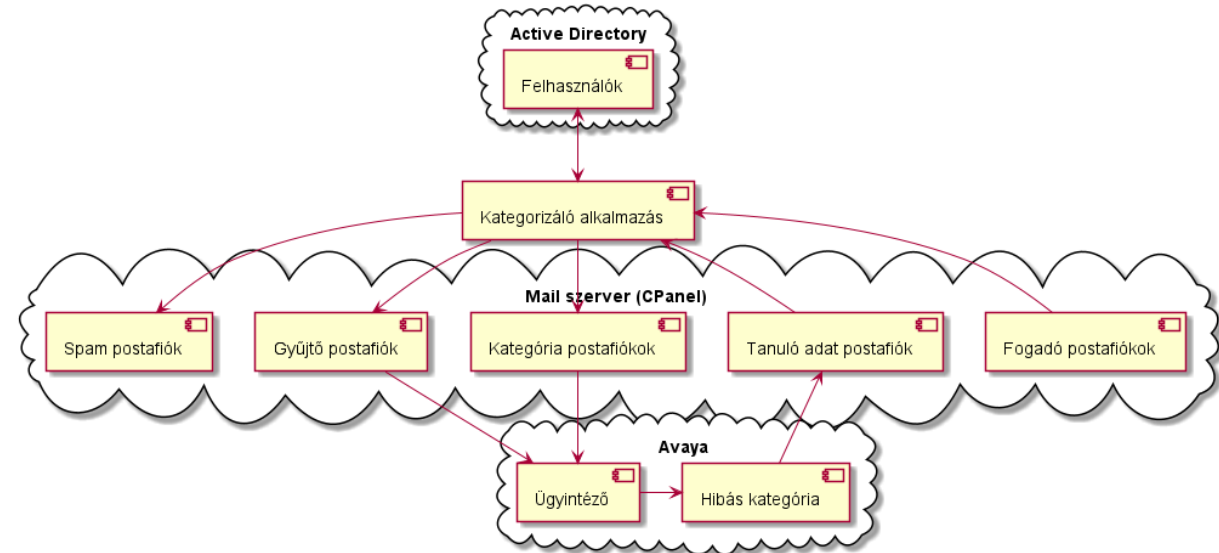 Active Directory
Felhasználók
Kategorizáló alkalmazás
Mail szerver (CPanel)
Spam postafiók
Gyűjtő postafiók
Kategória postafiókok
Tanuló adat postafiók
Fogadó postafiókok
Avaya
Ügyintéző
Hibás kategória